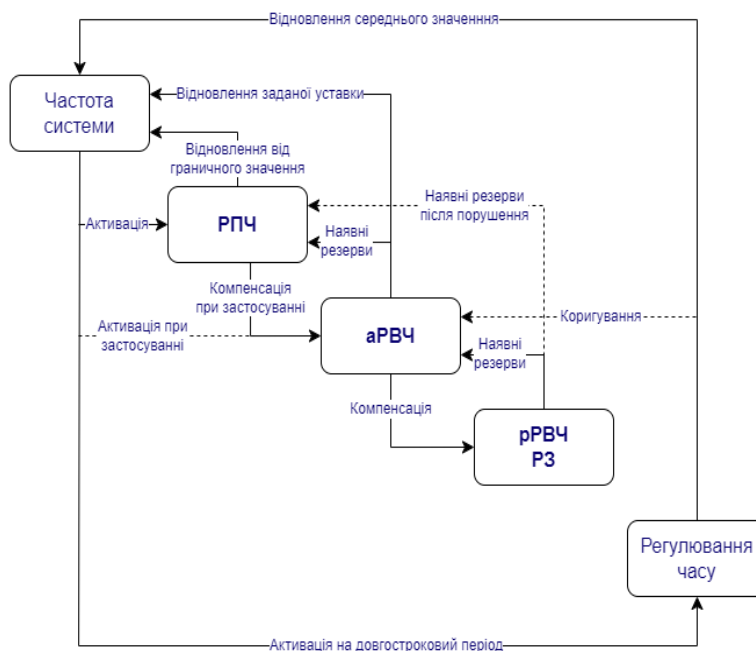 Відновлення середнього значенння
Частота
системи
Відновлення заданої уставки
Відновлення від
граничного значення
Наявні резерви
після порушення
Активація
РПЧ
Наявні
резерви
Компенсація
при застосуванні
Активація при
застосуванні
аРВЧ
Коригування
Наявні
резерви
Компенсація
рРВЧ
РЗ
Регулювання
часу
Активація на довгостроковий період